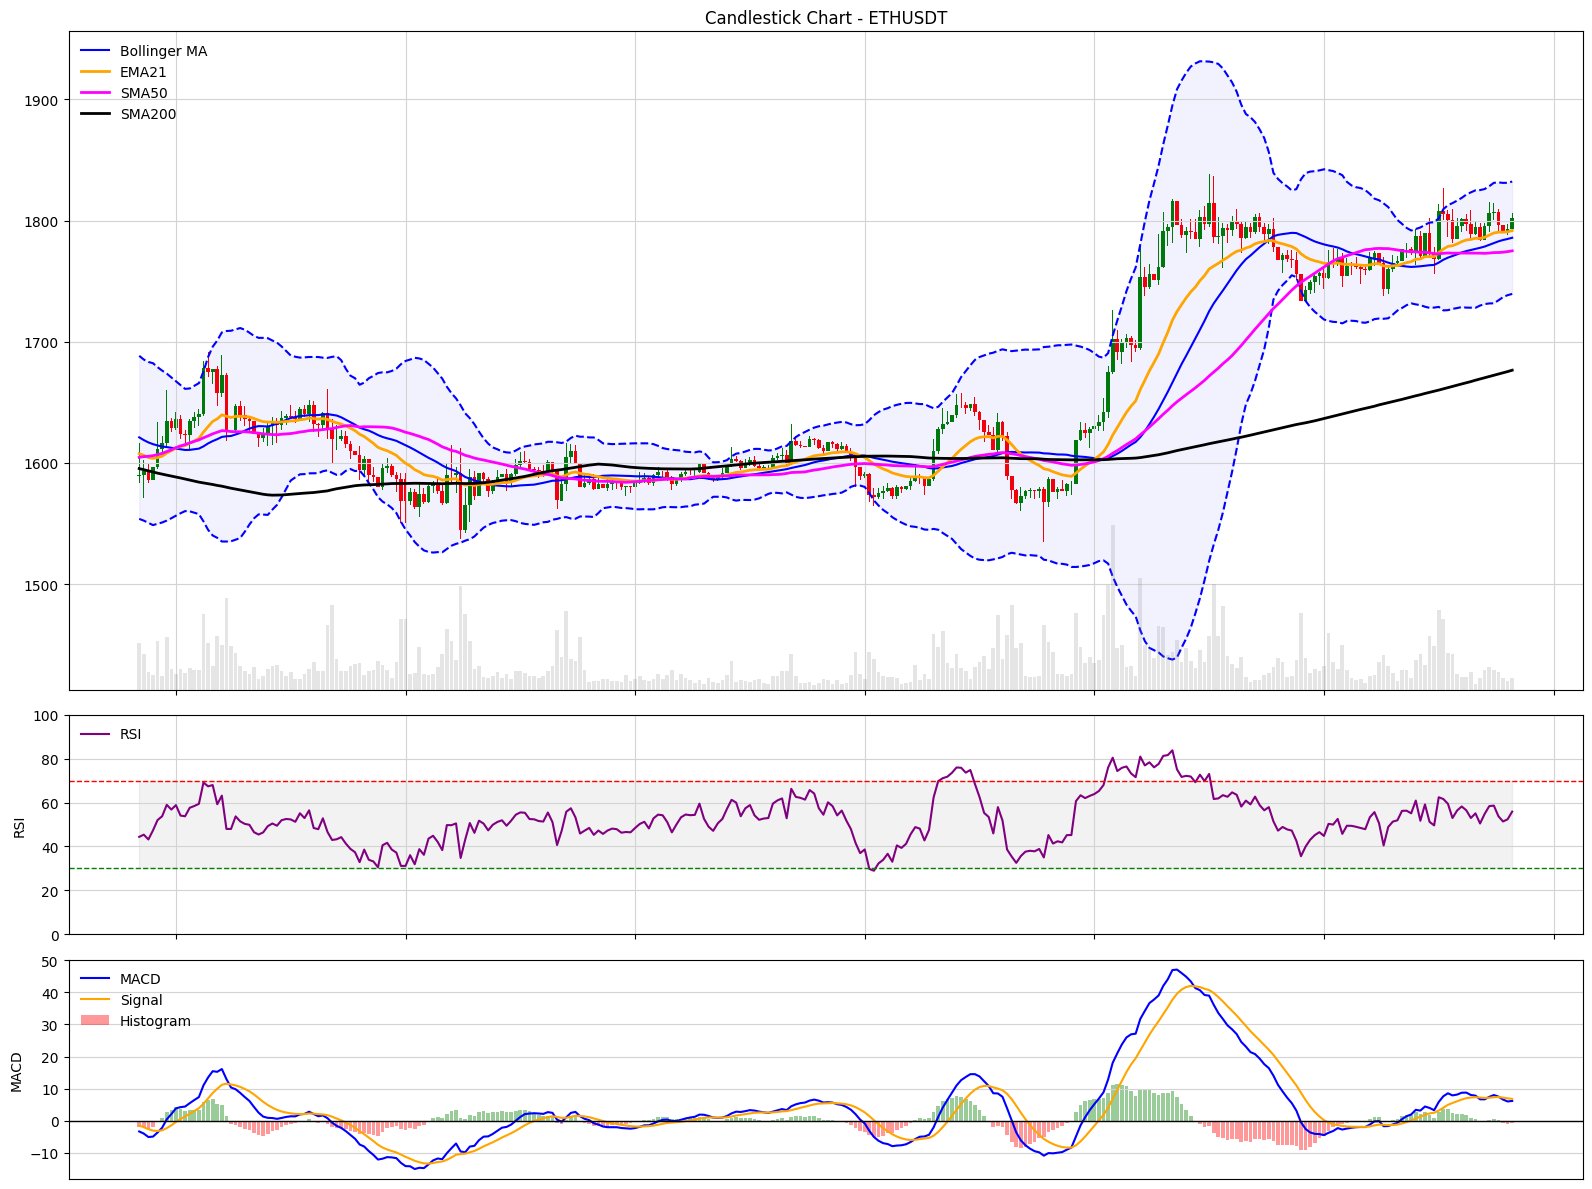 Candlestick Chart - ETHUSDT
Bollinger MA
EMA21
SMA50
SMA200
1900
1800
1700
1600
1500
RSI
100
80
60
40
20
0
RSI
MACD
Signal
Histogram
50
40
30
20
10
0
−10
MACD